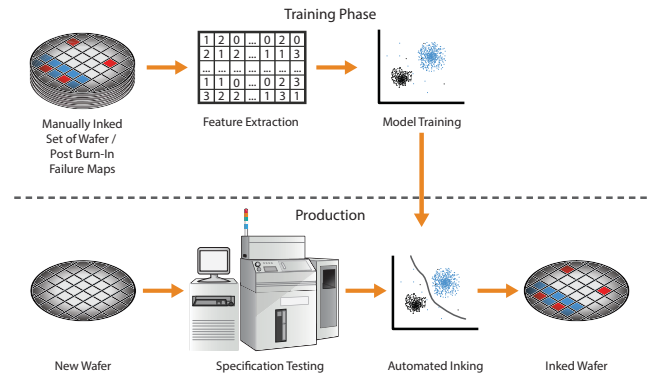 Training Phase
1 2 0 ... 0 2 0
2 1 2 ... 1 1 3
... ... ... ... ... ... ...
1 1 0 ... 0 2 3
3 2 2 ... 1 3 1
Manually Inked
Set of Wafer /
Post Burn-In
Failure Maps
Feature Extraction
Model Training
Production
New Wafer
Specification Testing
Automated Inking
Inked Wafer